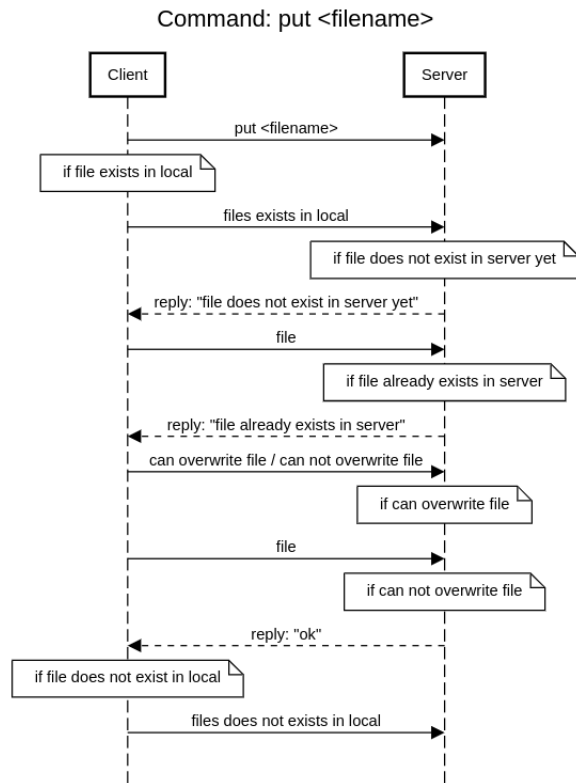 Command: put <filename>
Client
Server
put <filename>
if file exists in local
files exists in local
if file does not exist in server yet
reply: "file does not exist in server yet"
file
if file already exists in server
reply: "file already exists in server"
can overwrite file / can not overwrite file
if can overwrite file
file
if can not overwrite file
reply: "ok"
if file does not exist in local
files does not exists in local